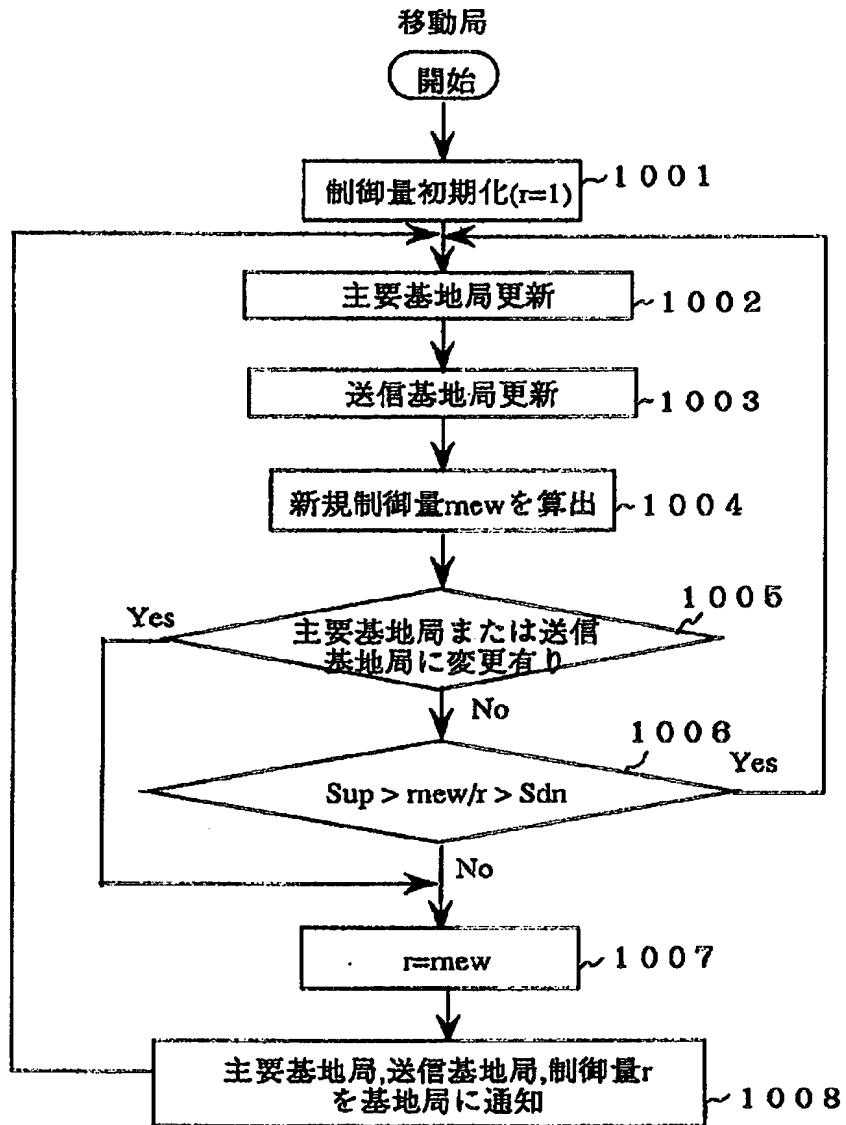 移動局
開始
制御量初期化(r=1)
~1001
主要基地局更新
~1002
送信基地局更新
~1003
新規制御量rnewを算出
~1004
1005
Yes
主要基地局または送信
基地局に変更有り
No
1006
Yes
Sup > rnew/r > Sdn
No
r=rnew
~1007
主要基地局,送信基地局,制御量r
を基地局に通知
~1008